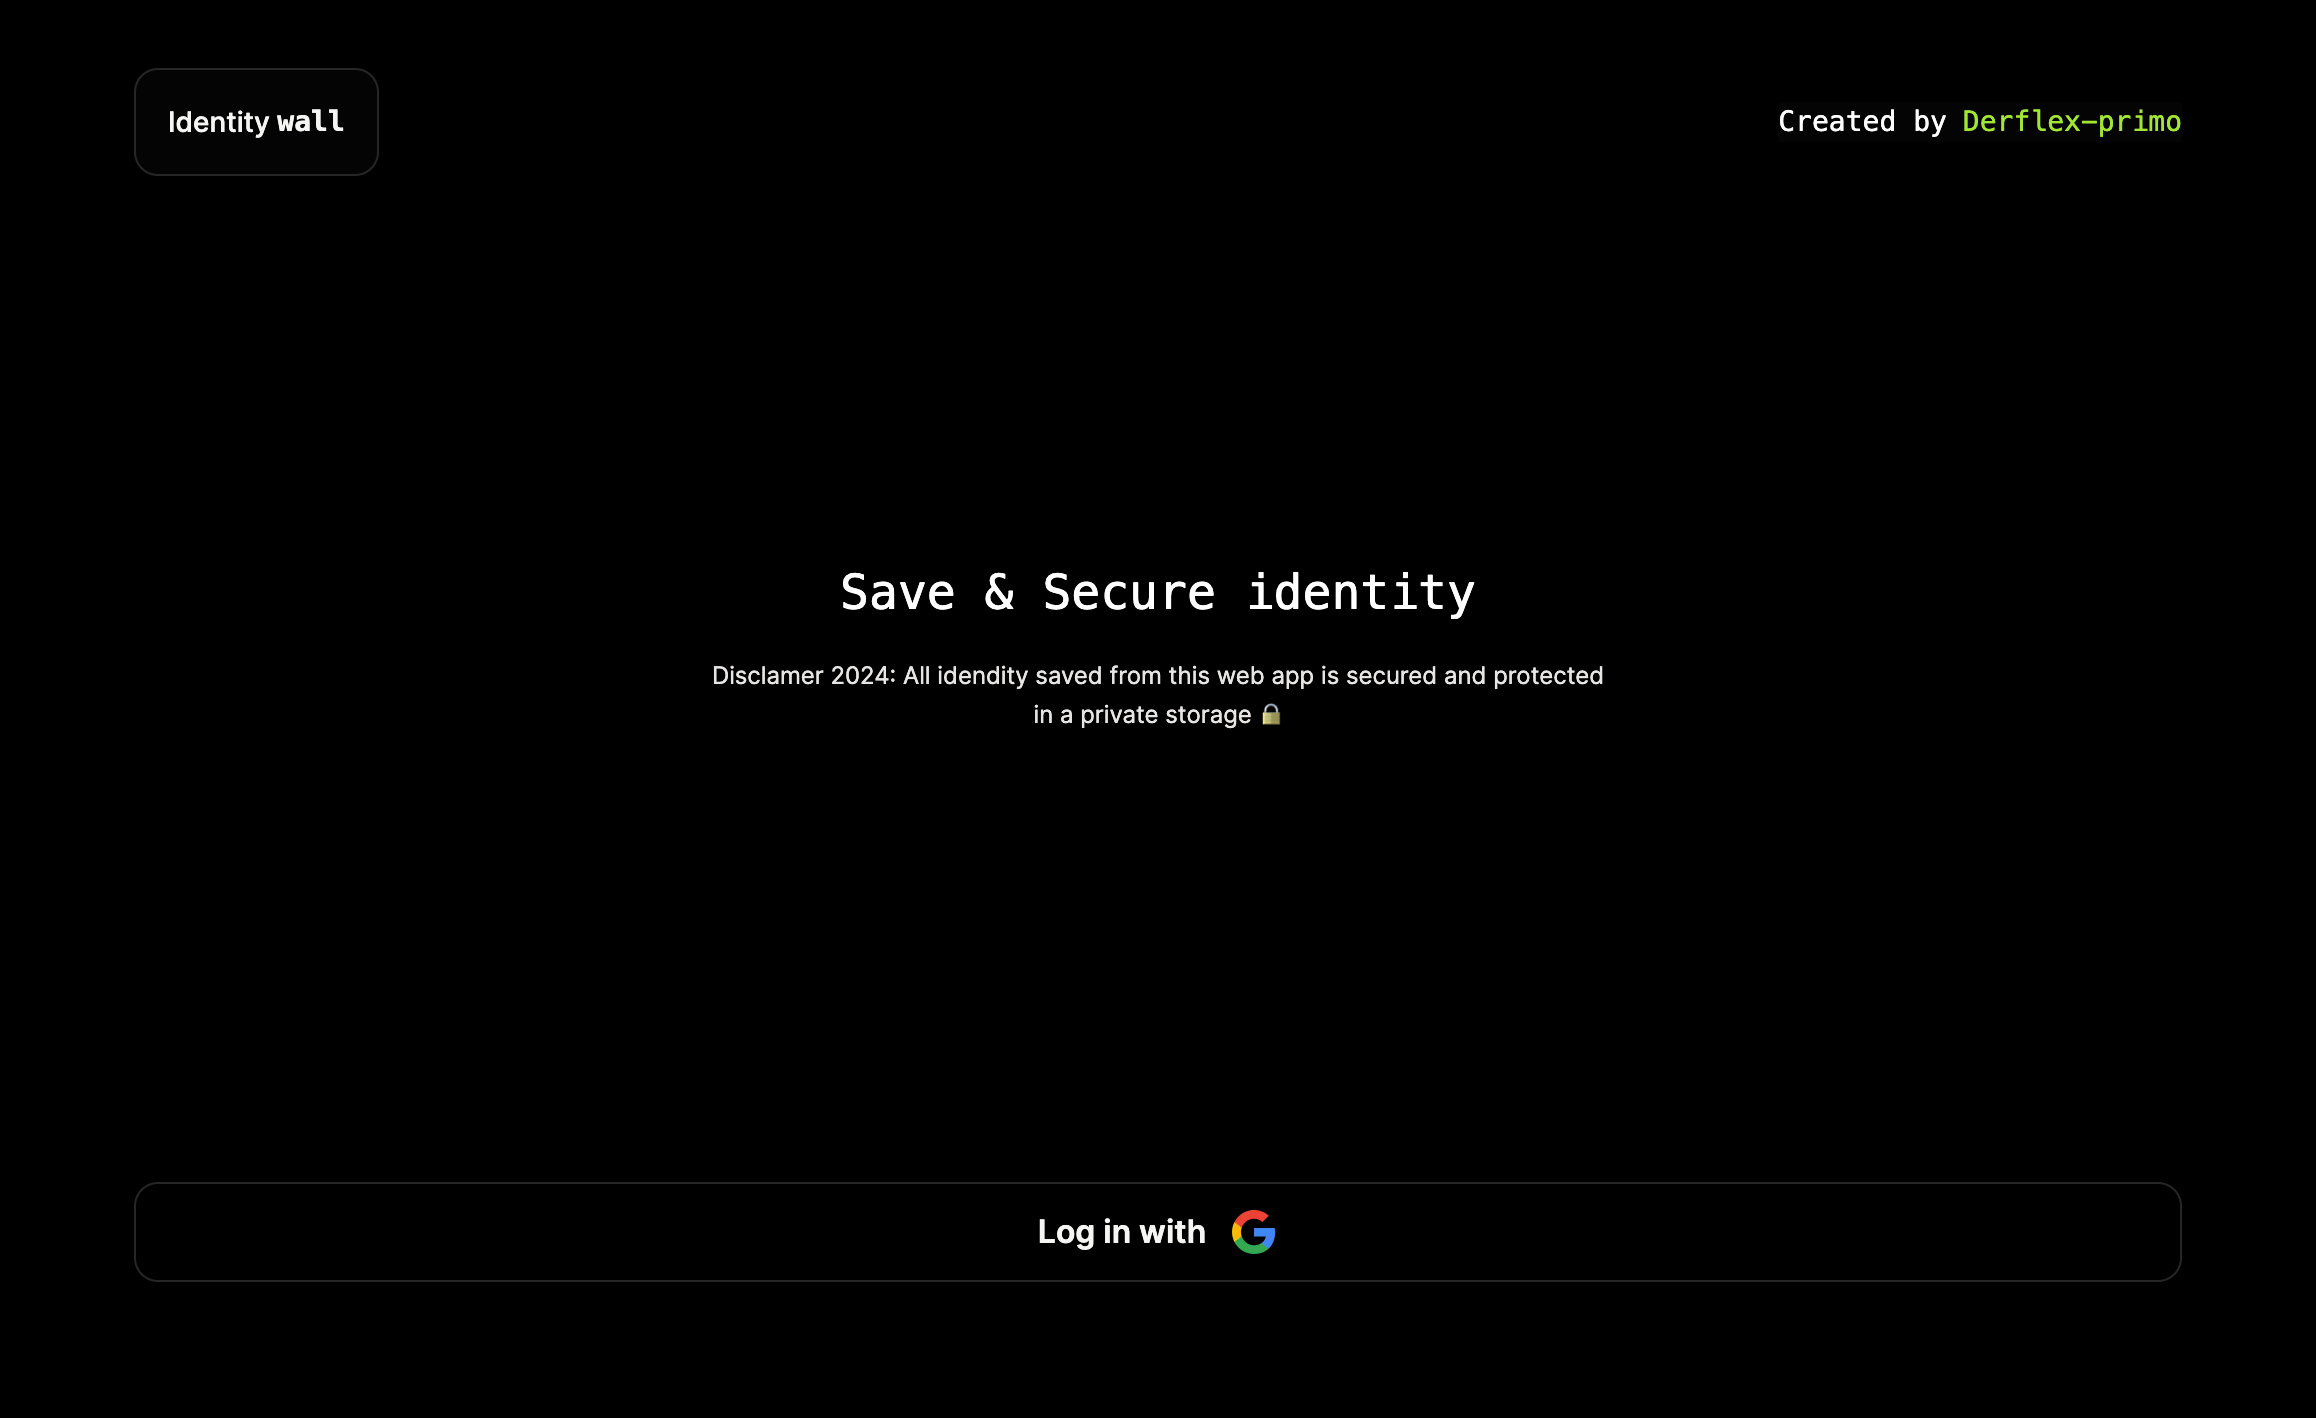 Identity wall
Created by Derflex-primo
Save & Secure identity
Disclamer 2024: All idendity saved from this web app is secured and protected
in a private storage 🔒
Log in with